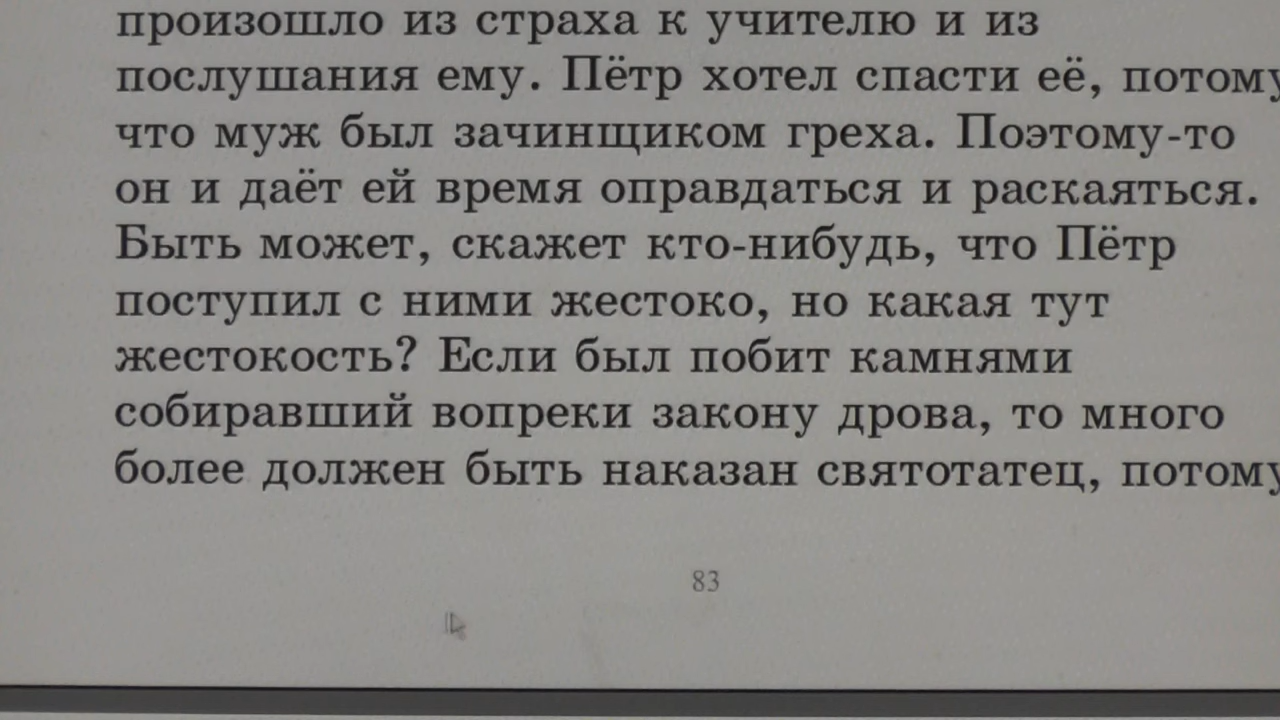 произошло из страха к учителю и из
послушания ему. Пётр хотел спасти её, потому
что муж был зачинщиком греха. Поэтому-то
он и даёт ей время оправдаться и раскаяться.
Быть может, скажет кто-нибудь, что Пётр
поступил с ними жестоко, но какая тут
жестокость? Если был побит камнями
собиравший вопреки закону дрова, то много
более должен быть наказан святотатец, потому
83